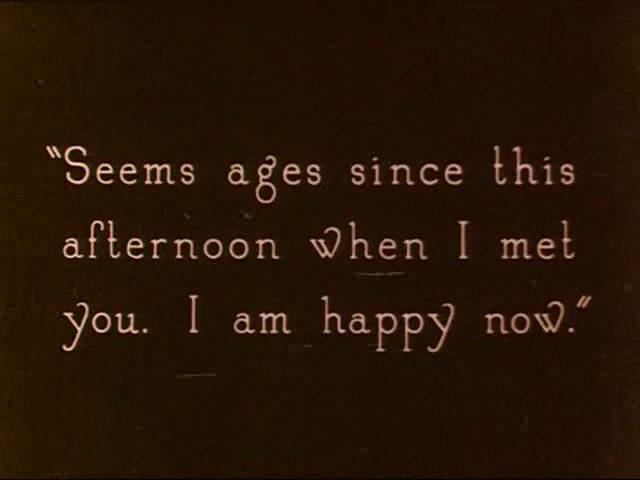 "Seems ages since this
afternoon when I met
you. I am happy now."